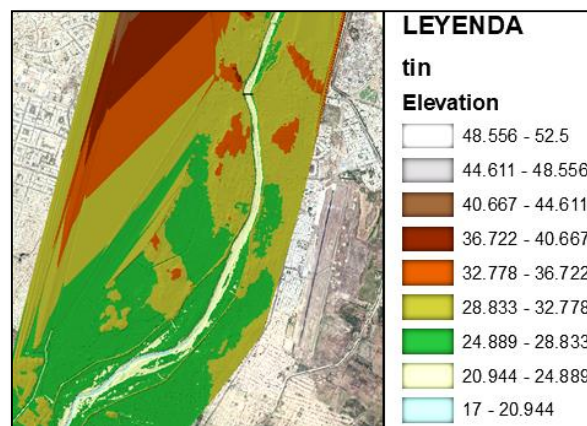 LEYENDA
tin
Elevation
48.556 - 52.5
44.611 - 48.556
40.667 - 44.611
36.722 - 40.667
32.778 - 36.722
28.833 - 32.778
24.889 - 28.833
20.944 - 24.889
17 - 20.944